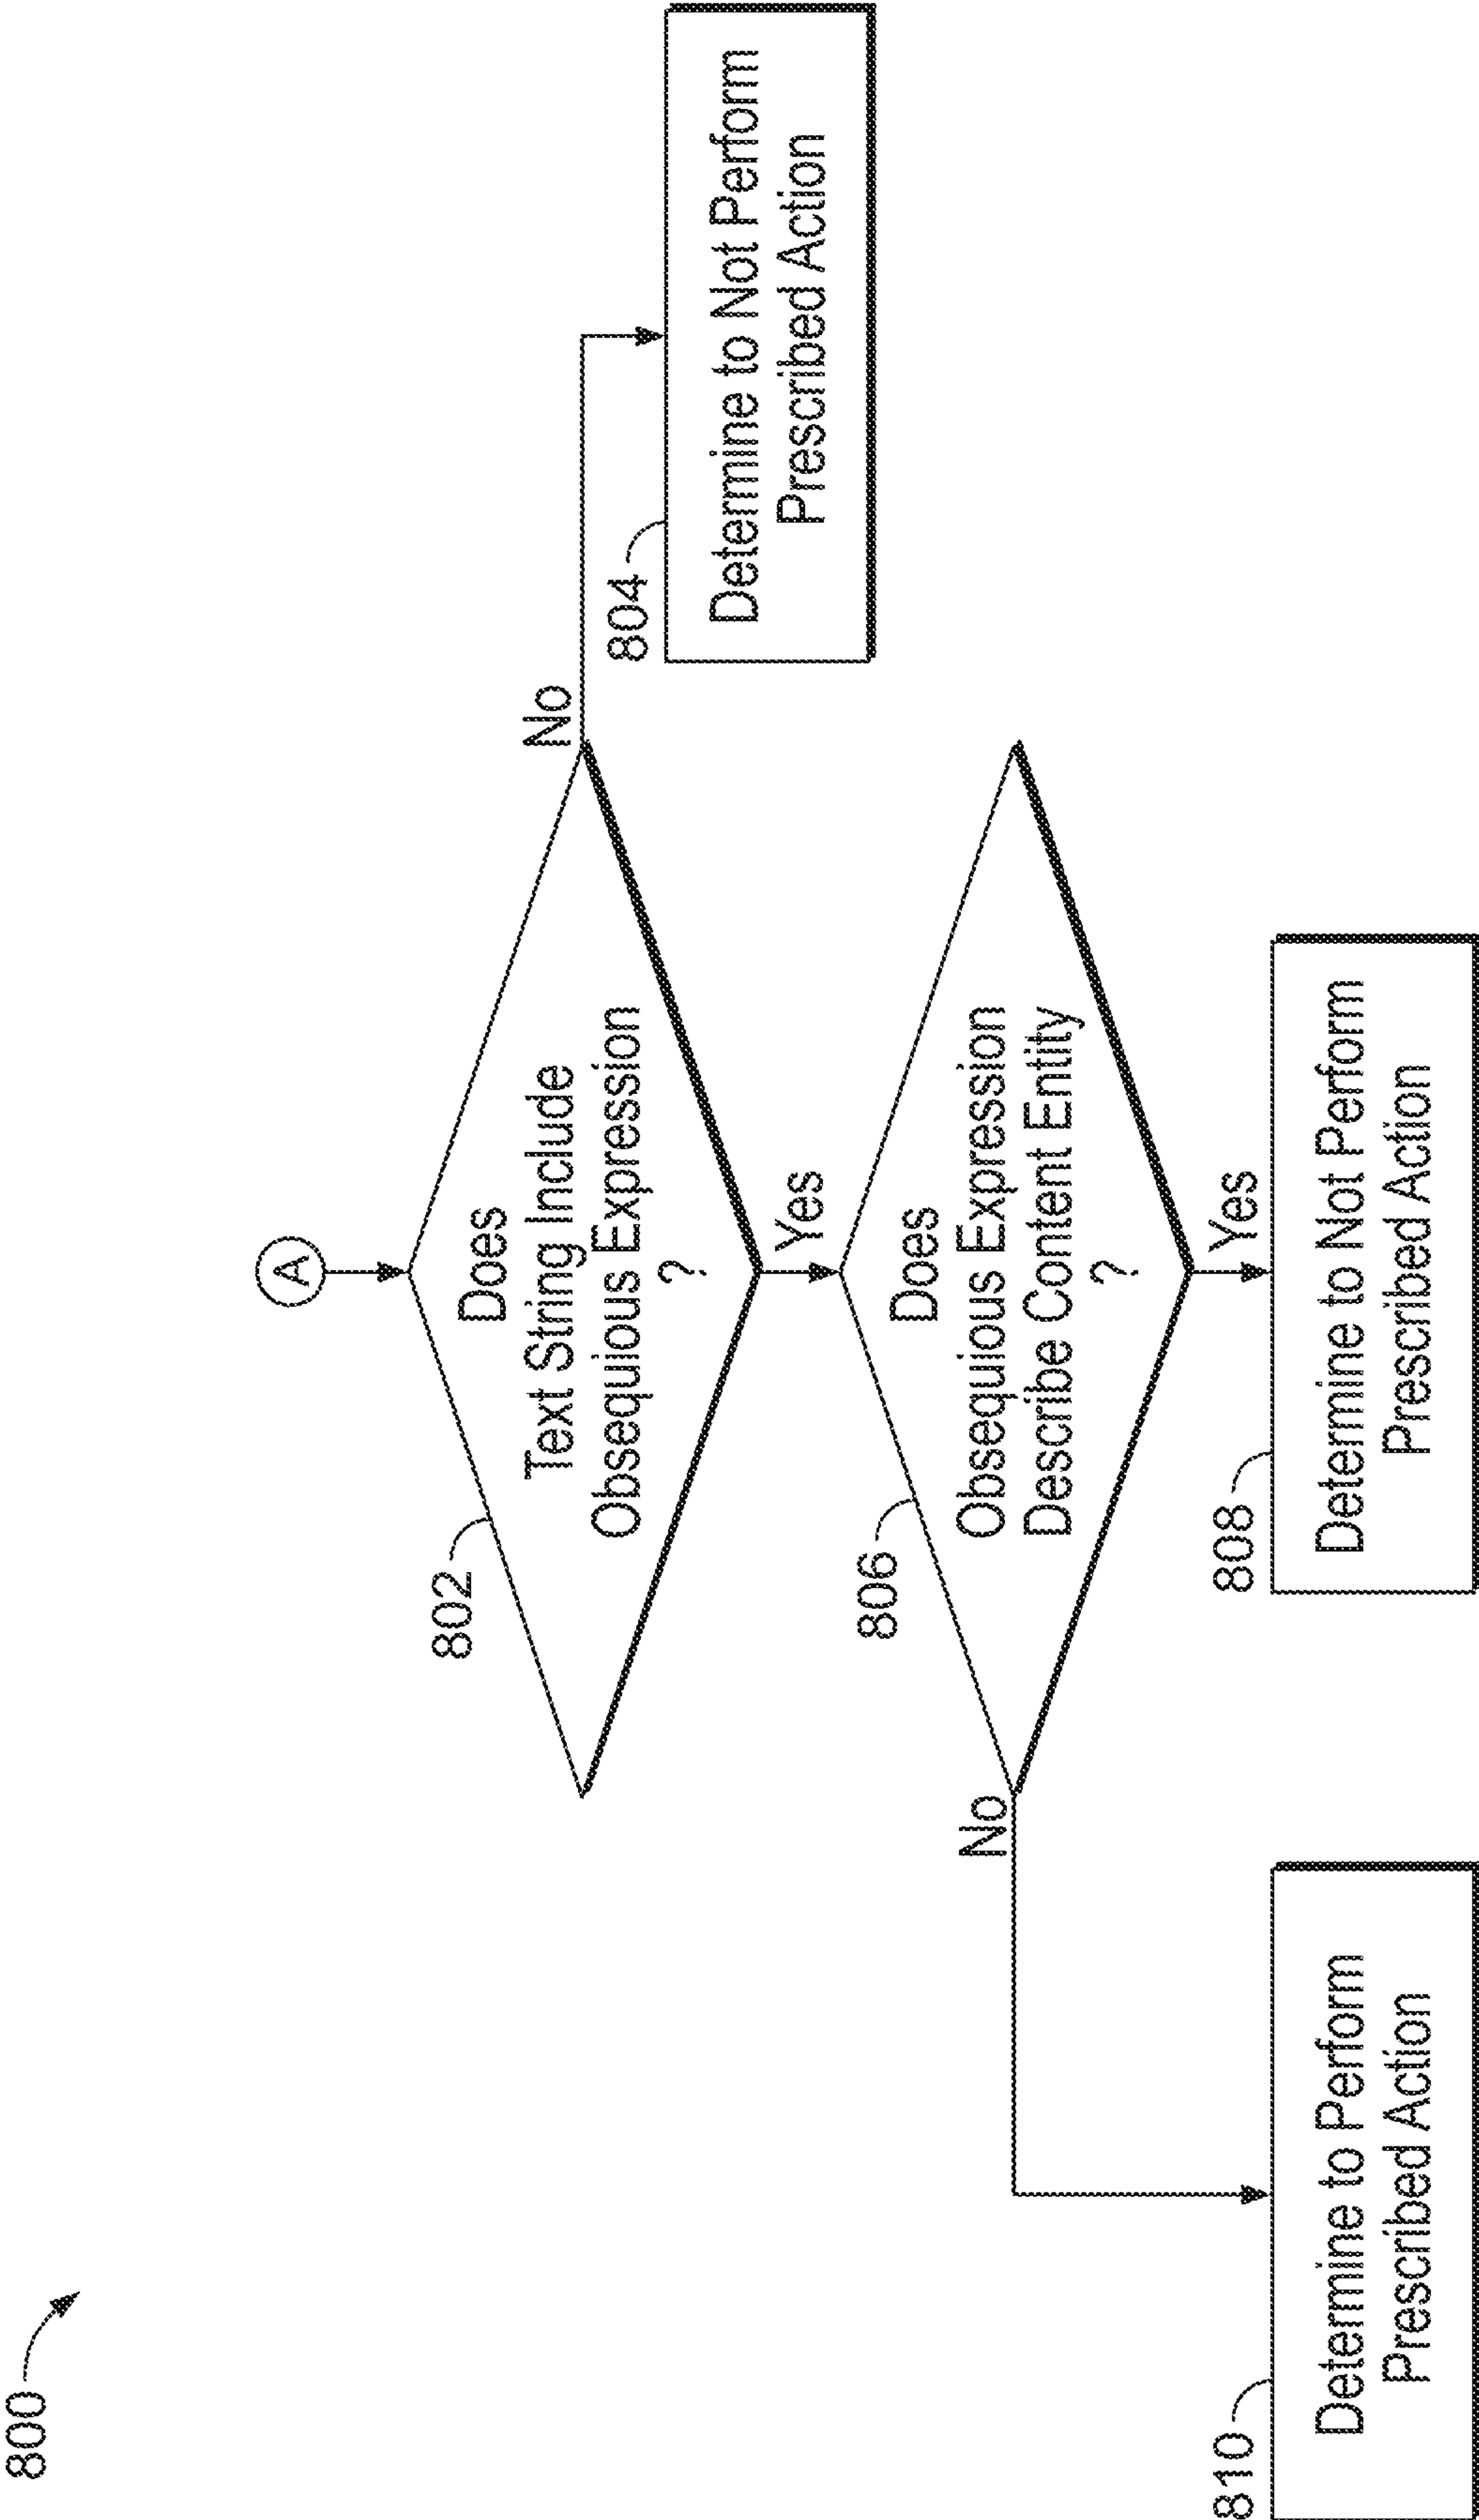 800
A
802
Does
Text String Include
Obsequious Expression
?
No
Yes
804
Determine to Not Perform
Prescribed Action
806
Does
Obsequious Expression
Describe Content Entity
?
No
Yes
810
Determine to Perform
Prescribed Action
808
Determine to Not Perform
Prescribed Action